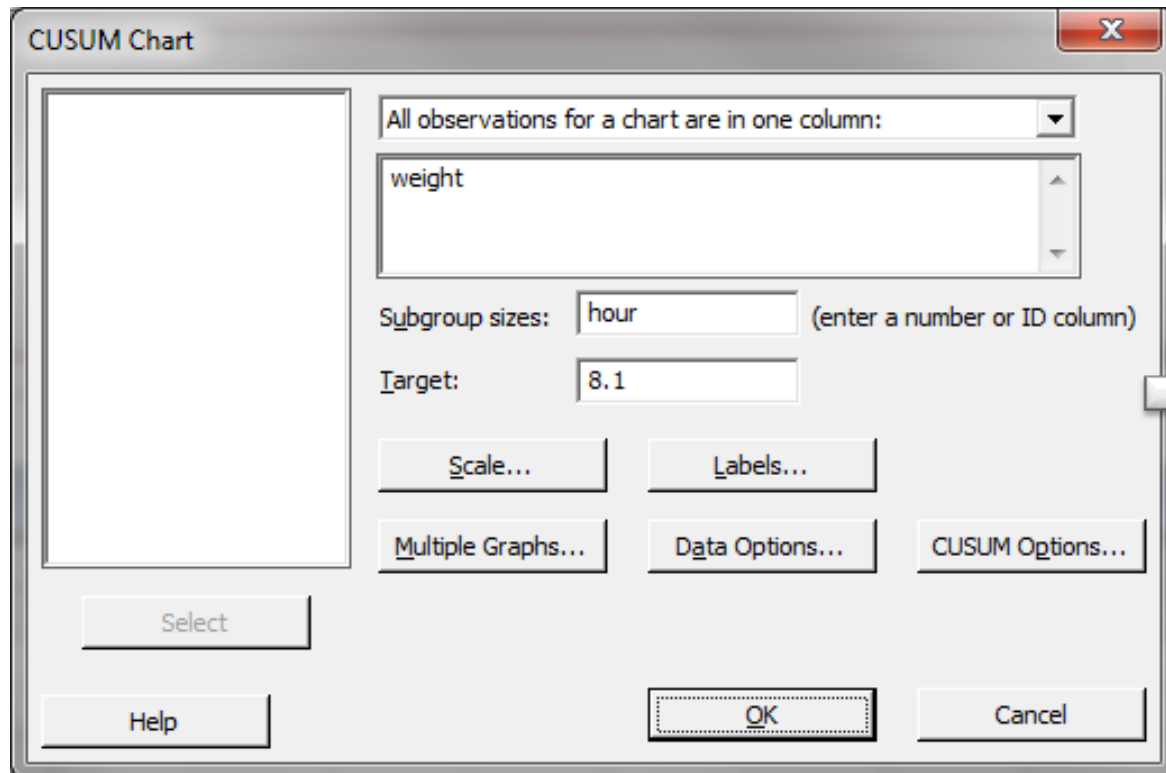 CUSUM Chart
All observations for a chart are in one column:
weight
Subgroup sizes: hour (enter a number or ID column)
Target: 8.1
Scale... Labels...
Multiple Graphs... Data Options... CUSUM Options...
Select
Help OK Cancel